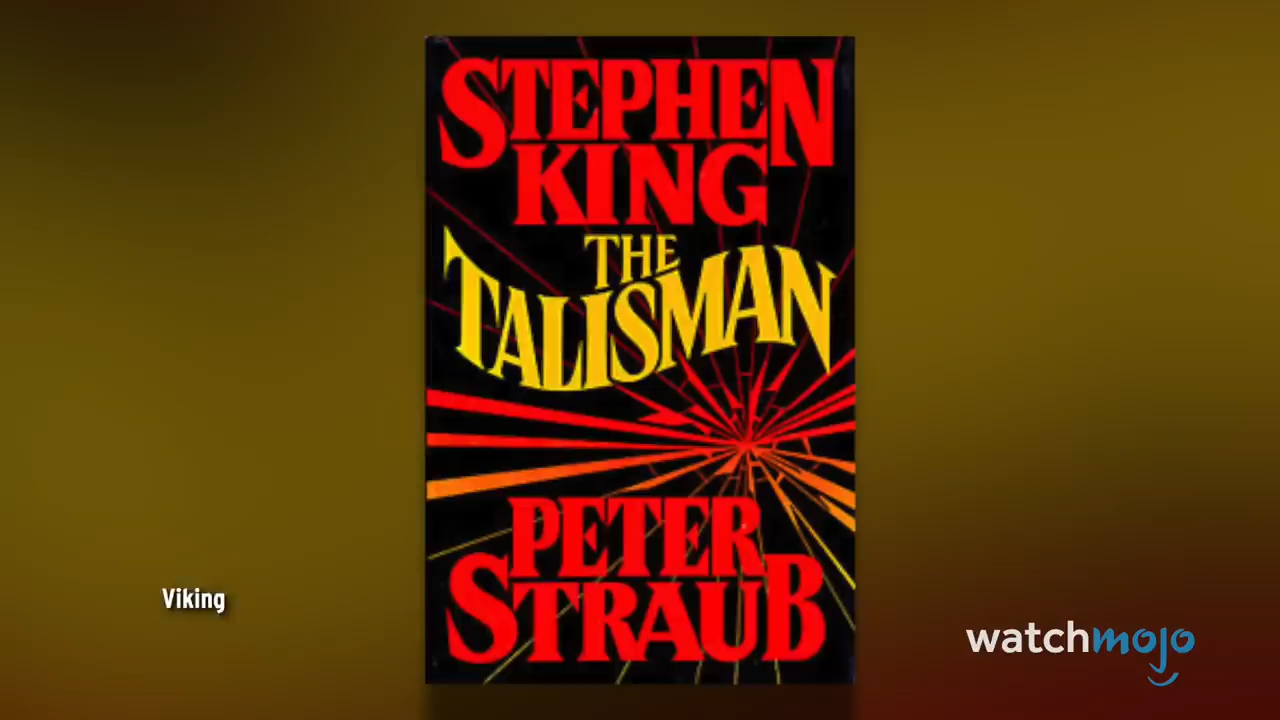 STEPHEN
KING
THE
TALISMAN
PETER
STRAUB
Viking
watchmojo